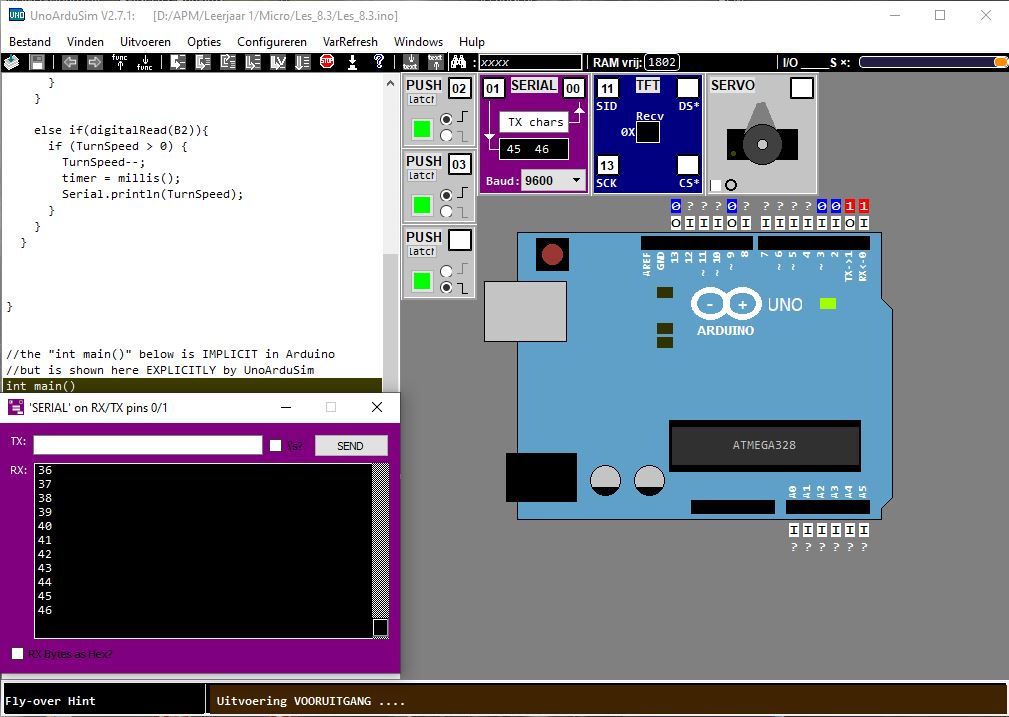 UnoArduSim V2.7.1: [D:/APM/Leerjaar 1/Micro/Les_8.3/Les_8.3.ino]
Bestand Vinden Uitvoeren Opties Configureren VarRefresh Windows Help
func func STOP ? text text : xxxx RAM vrij: 1802 I/O ____S ×:
}
}
else if(digitalRead(B2)){
if (TurnSpeed > 0) {
TurnSpeed--;
timer = millis();
Serial.println(TurnSpeed);
}
}
}
}
//the "int main()" below is IMPLICIT in Arduino
//but is shown here EXPLICITLY by UnoArduSim
int main()
PUSH 02
latch
PUSH 03
latch
PUSH
latch
01 SERIAL 00
TX chars
45 46
Baud: 9600
11 TFT
SID DS*
Recv
0X
13
SCK CS*
SERVO
0 ? ? ? 0 ? ? ? ? ? 0 0 1 1
O I I I O I I I I I I I O I
AREF GND 13 12 ~ 11 ~ 10 ~ 9 8 7 ~ 6 ~ 5 4 ~ 3 2 TX->1 RX<-0
- + UNO
ARDUINO
ATMEGA328
A0 A1 A2 A3 A4 A5
I I I I I I
? ? ? ? ? ?
'SERIAL' on RX/TX pins 0/1
TX: \s? SEND
RX:
36
37
38
39
40
41
42
43
44
45
46
RX Bytes as Hex?
Fly-over Hint
Uitvoering VOORUITGANG ....